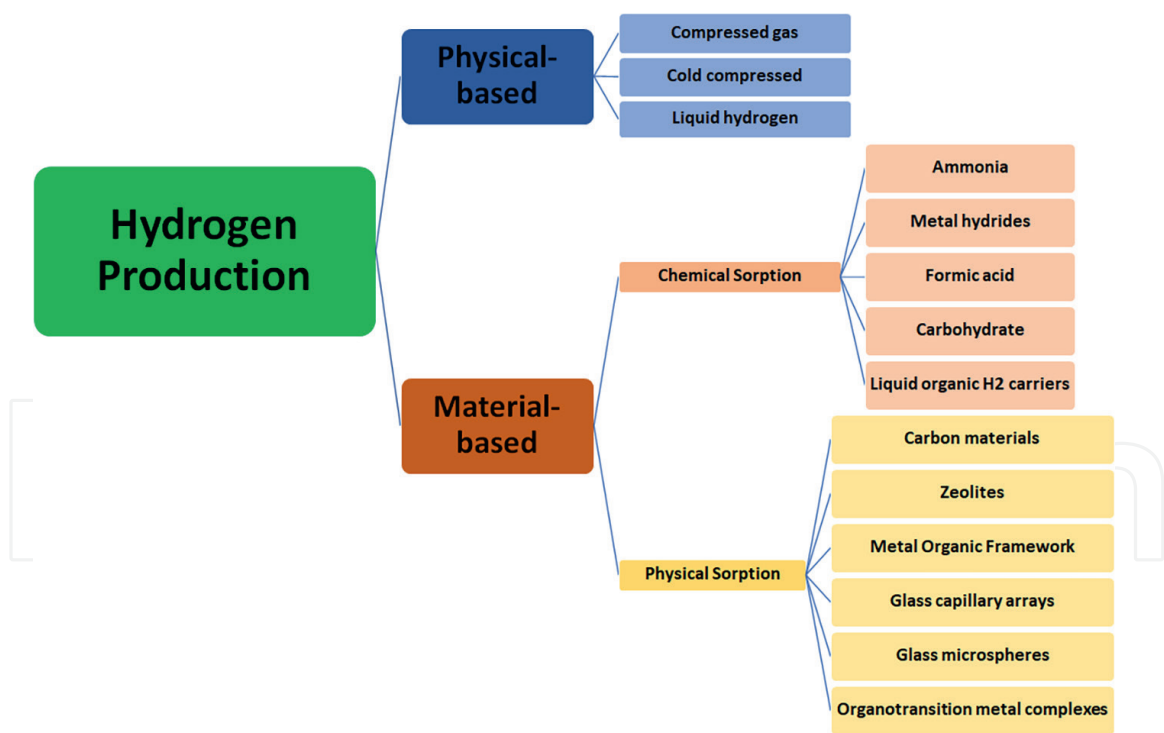 Hydrogen
Production
Physical-
based
Compressed gas
Cold compressed
Liquid hydrogen
Material-
based
Chemical Sorption
Ammonia
Metal hydrides
Formic acid
Carbohydrate
Liquid organic H2 carriers
Physical Sorption
Carbon materials
Zeolites
Metal Organic Framework
Glass capillary arrays
Glass microspheres
Organotransition metal complexes